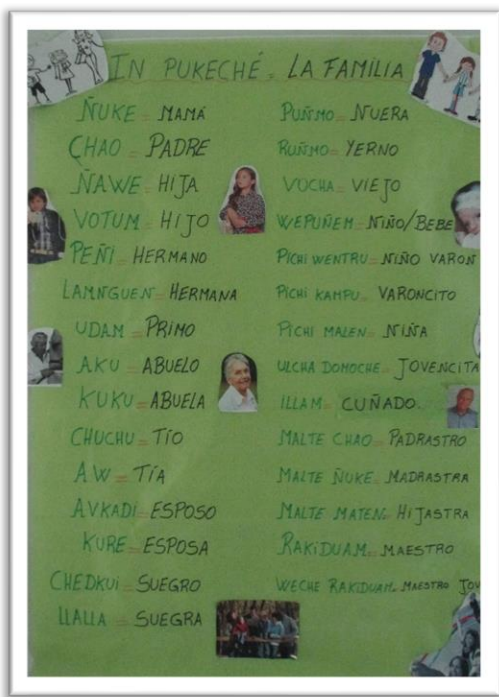 IN PUKECHÉ = LA FAMILIA
ÑUKE = MAMÁ
CHAO = PADRE
ÑAWE = HIJA
VOTUM = HIJO
PEÑI = HERMANO
LAMNGUEN = HERMANA
UDAM = PRIMO
AKU = ABUELO
KUKU = ABUELA
CHUCHU = TÍO
AW = TÍA
AVKADI = ESPOSO
KURE = ESPOSA
CHEDKUI = SUEGRO
LLALLA = SUEGRA
PUÑMO = NUERA
RUÑMO = YERNO
VUCHA = VIEJO
WEPUÑEM = NIÑO/BEBE
PICHI WENTRU = NIÑO VARON
PICHI KAMPU = VARONCITO
PICHI MALEN = NIÑA
ULCHA DOMOCHE = JOVENCITA
ILLAM = CUÑADO
MALTE CHAO = PADRASTRO
MALTE ÑUKE = MADRASTRA
MALTE MATEN = HIJASTRA
RAKIDUAM = MAESTRO
WECHE RAKIDUAM = MAESTRO JOV